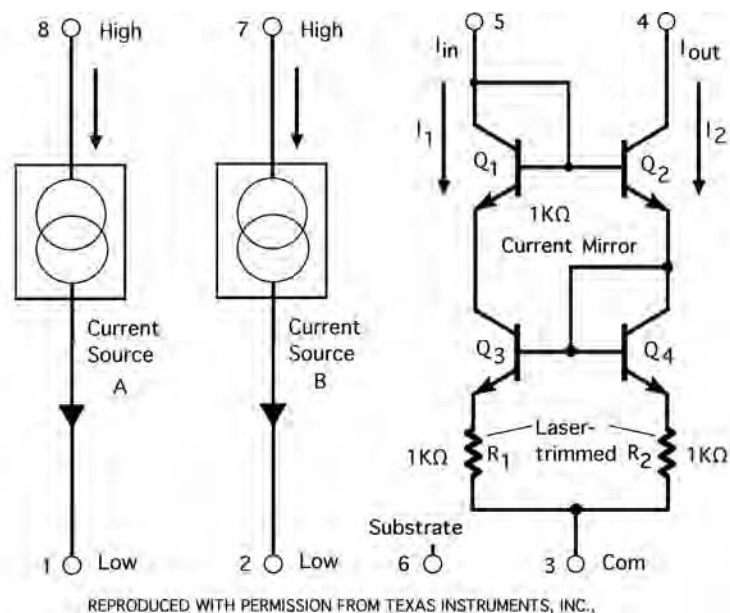 8 High
7 High
5
4
Iin
Iout
I1
I2
Q1
Q2
1KΩ
Current Mirror
Current
Source
A
Current
Source
B
Q3
Q4
1KΩ
R1
Laser-
trimmed
R2
1KΩ
Substrate
1 Low
2 Low
6
3 Com
REPRODUCED WITH PERMISSION FROM TEXAS INSTRUMENTS, INC.,